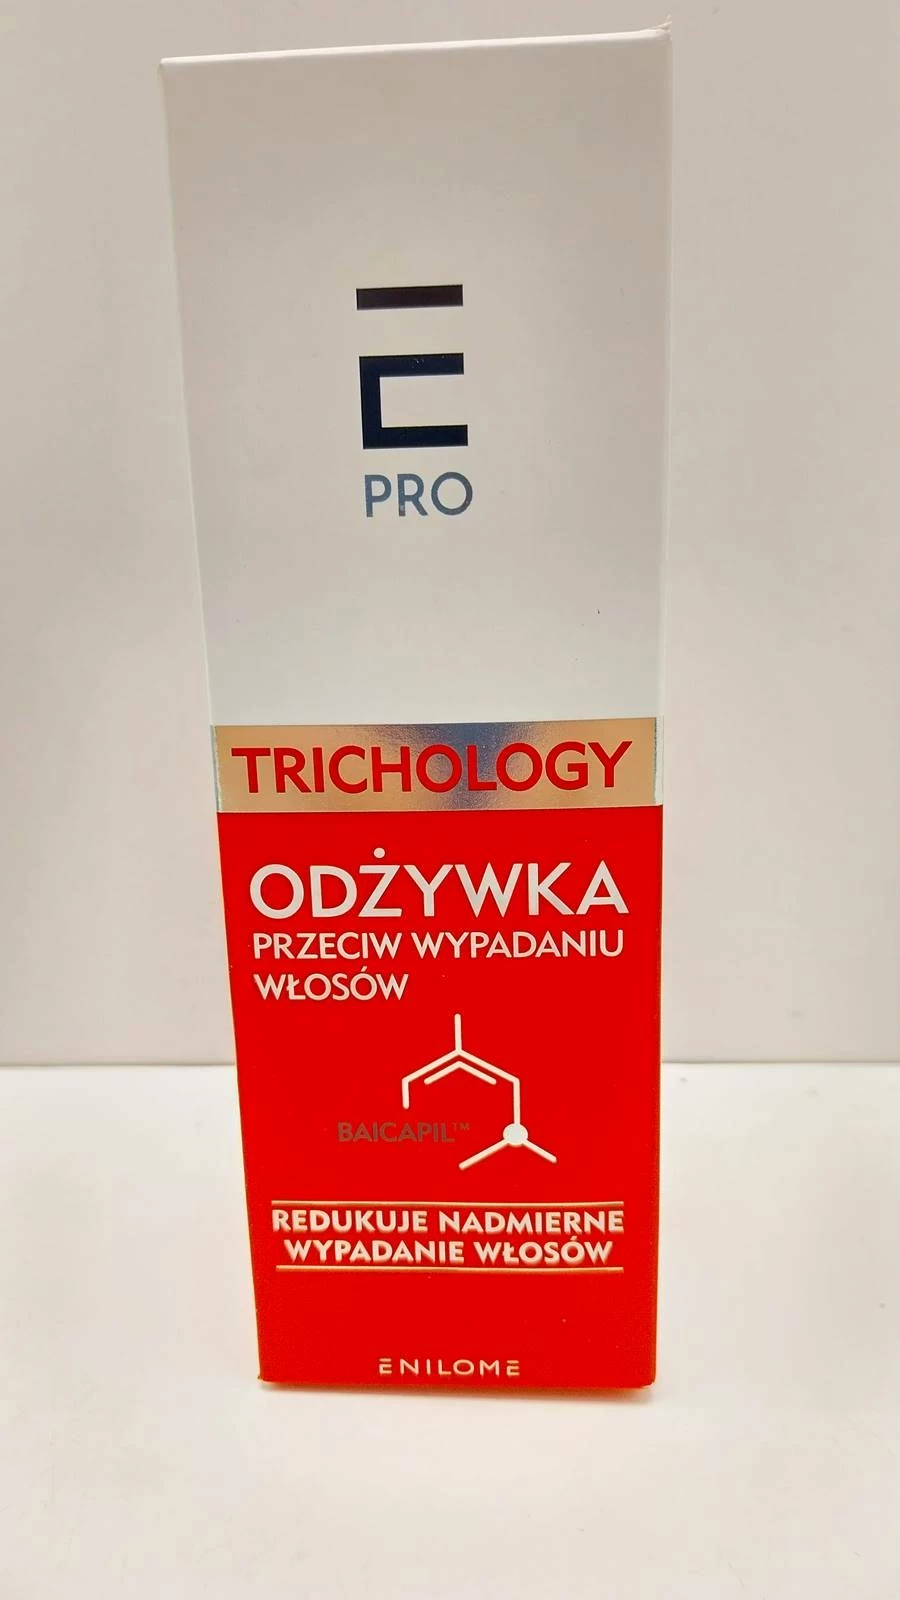 E
PRO
TRICHOLOGY
ODŻYWKA
PRZECIW WYPADANIU
WŁOSÓW
BAICAPIL™
REDUKUJE NADMIERNE
WYPADANIE WŁOSÓW
ENILOME